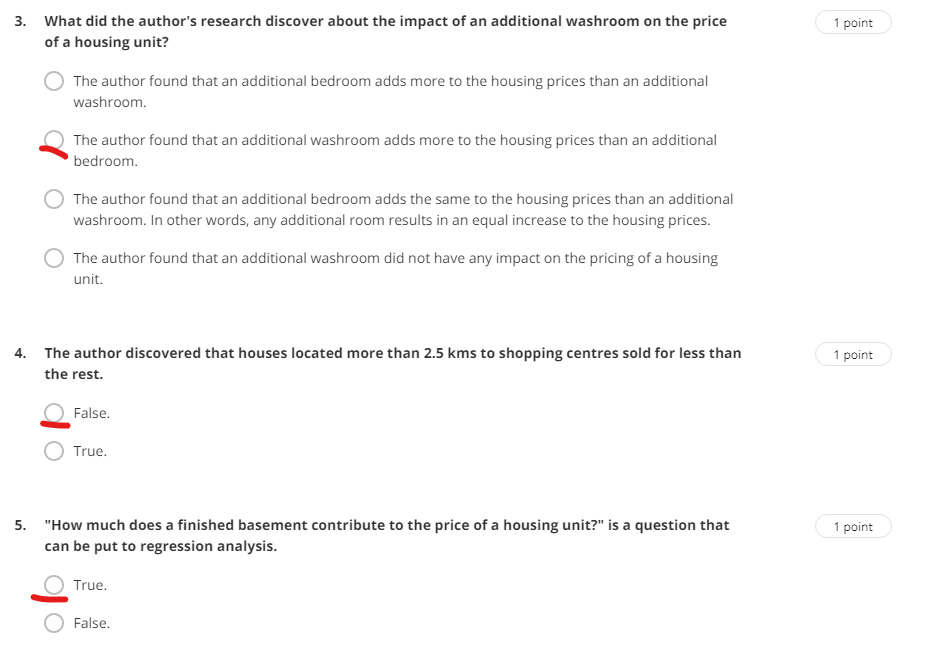 3. What did the author's research discover about the impact of an additional washroom on the price 1 point
of a housing unit?
The author found that an additional bedroom adds more to the housing prices than an additional
washroom.
The author found that an additional washroom adds more to the housing prices than an additional
bedroom.
The author found that an additional bedroom adds the same to the housing prices than an additional
washroom. In other words, any additional room results in an equal increase to the housing prices.
The author found that an additional washroom did not have any impact on the pricing of a housing
unit.
4. The author discovered that houses located more than 2.5 kms to shopping centres sold for less than 1 point
the rest.
False.
True.
5. "How much does a finished basement contribute to the price of a housing unit?" is a question that 1 point
can be put to regression analysis.
True.
False.